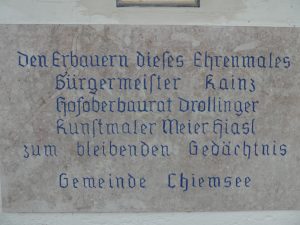 Den Erbauern dieses Ehrenmales
Bürgermeister Kainz
Hofoberbaurat Drollinger
Kunstmaler Meier Hiasl
zum bleibenden Gedächtnis
Gemeinde Chiemsee